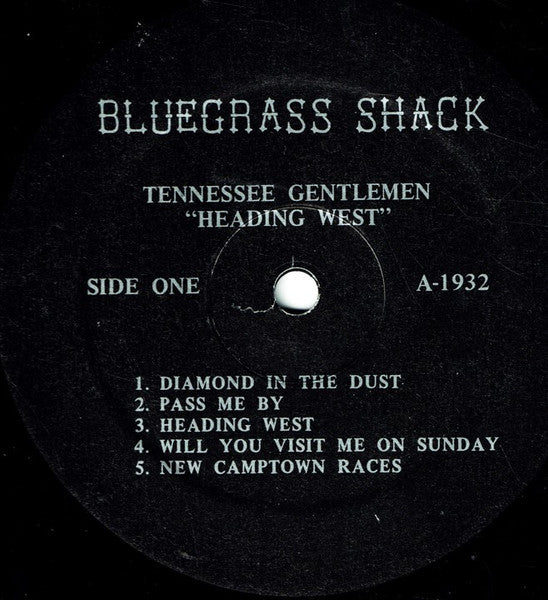 BLUEGRASS SHACK
TENNESSEE GENTLEMEN
"HEADING WEST"
SIDE ONE
A-1932
1. DIAMOND IN THE DUST
2. PASS ME BY
3. HEADING WEST
4. WILL YOU VISIT ME ON SUNDAY
5. NEW CAMPTOWN RACES